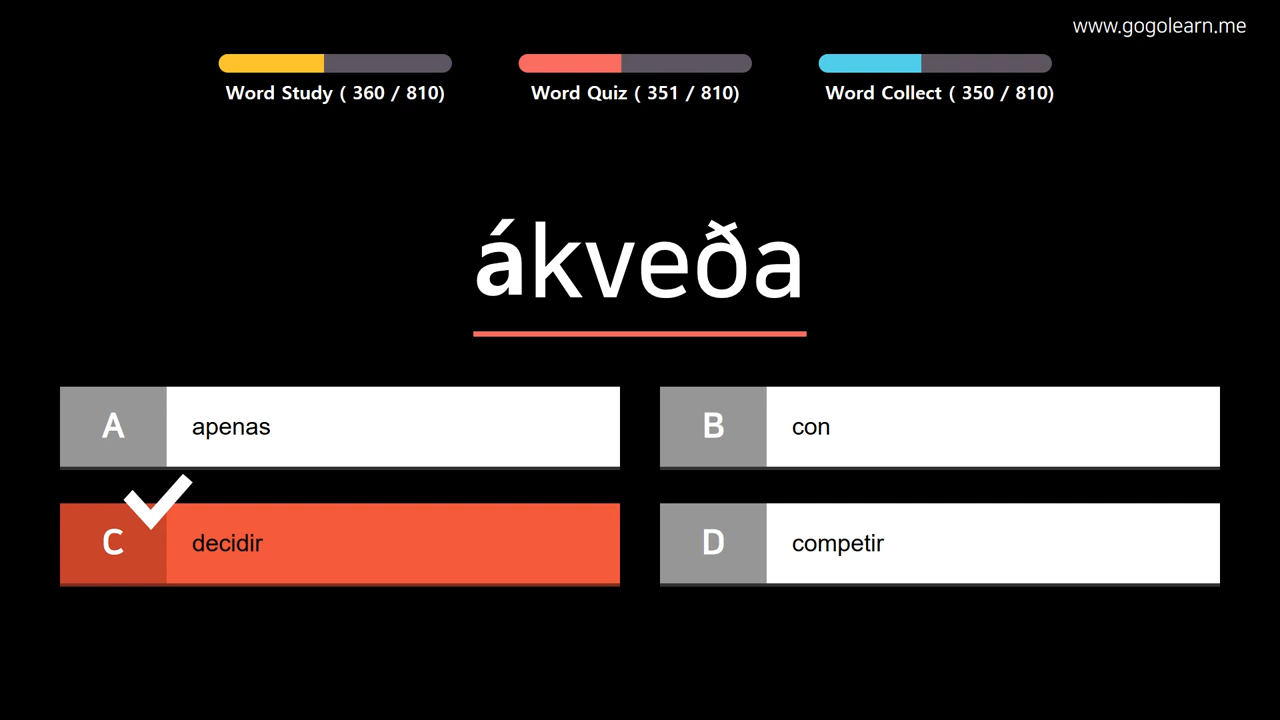 www.gogolearn.me
Word Study ( 360 / 810)
Word Quiz ( 351 / 810)
Word Collect ( 350 / 810)
ákveða
A apenas
B con
C decidir
D competir